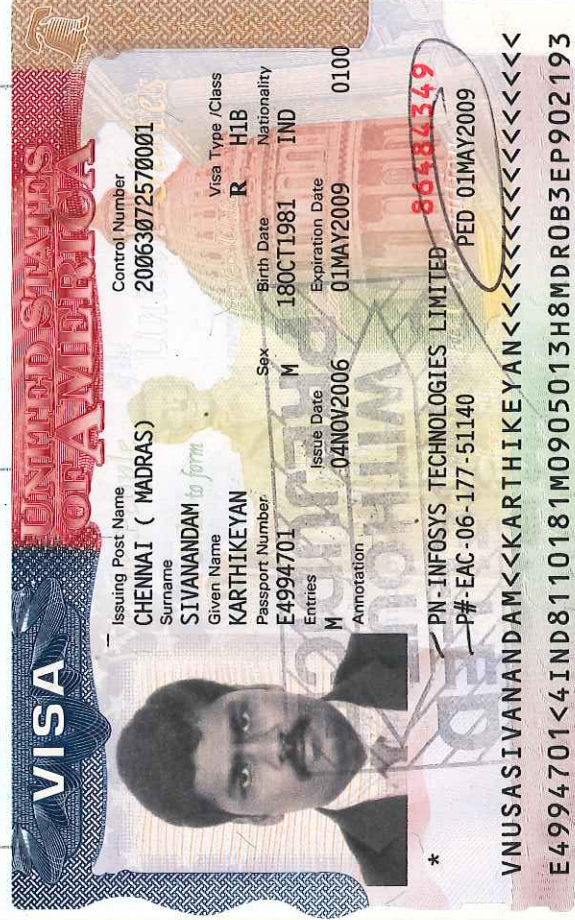 VISA
UNITED STATES
OF AMERICA
Issuing Post Name
Control Number
CHENNAI ( MADRAS)
20063072570001
Surname
Visa Type /Class
SIVANANDAM
R H1B
Given Name
KARTHIKEYAN
Passport Number
Sex
Birth Date
Nationality
E4994701
M
18OCT1981
IND
Entries
Issue Date
Expiration Date
M
04NOV2006
01MAY2009
0100
Annotation
WITHOUT
PREJUDIC
PN-INFOSYS TECHNOLOGIES LIMITED
86484349
P#-EAC-06-177-51140
PED 01MAY2009
*
VNUSASIVANANDAM<<KARTHIKEYAN<<<<<<<<<<<<<<<<
E4994701<4IND8110181M0905013H8MDR0B3EP902193